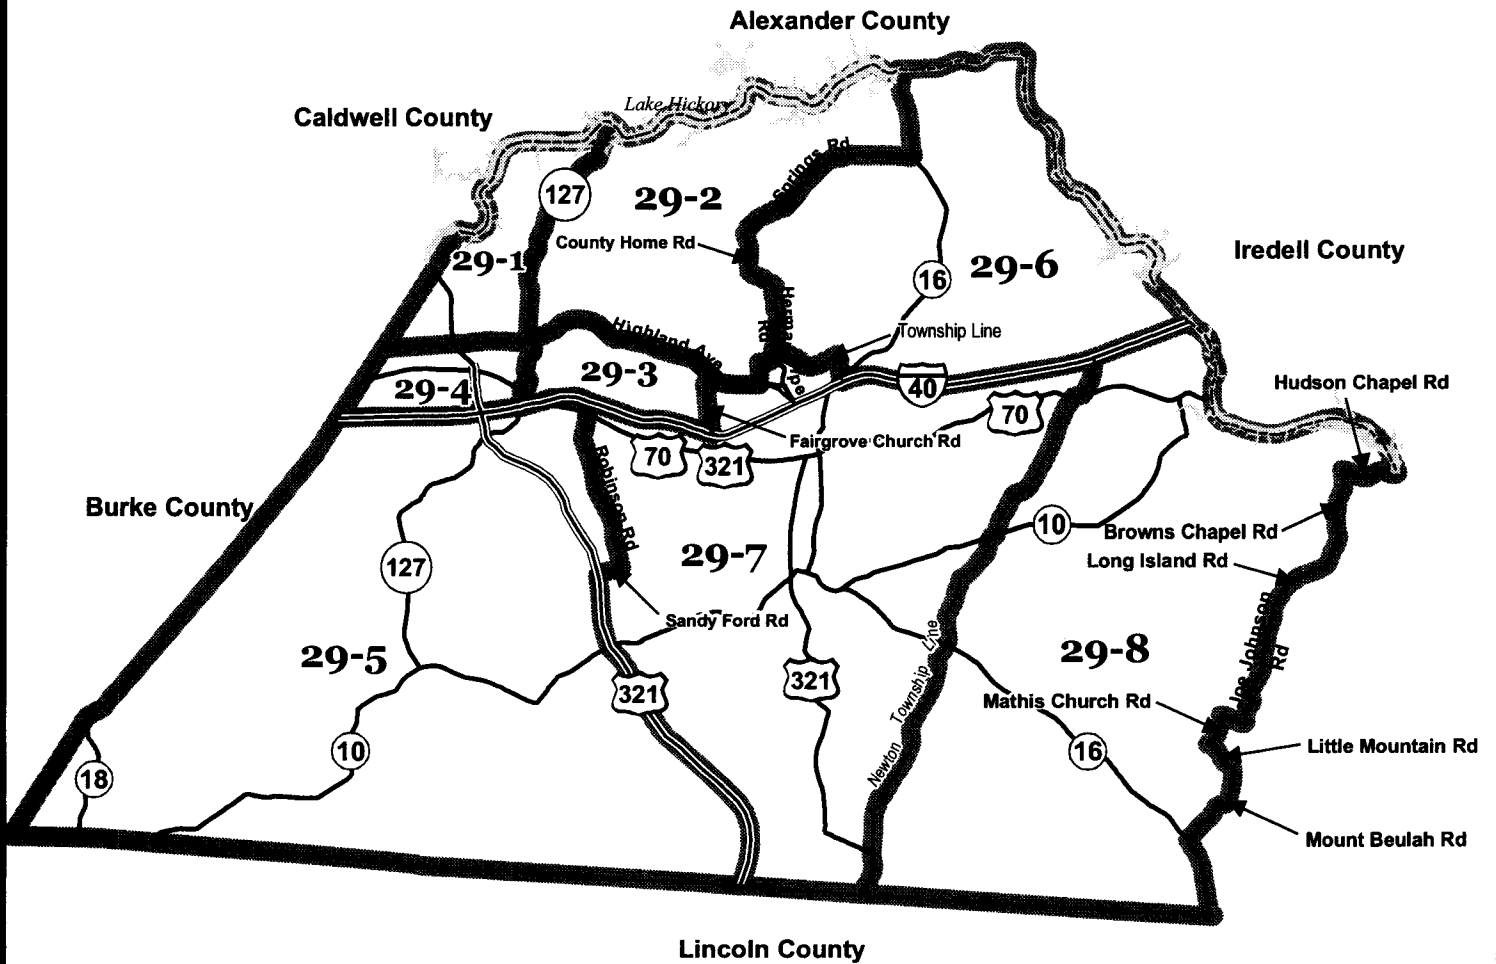 Alexander County
Lake Hickory
Caldwell County
Springs Rd
127
29-2
County Home Rd
29-1
29-6
Iredell County
16
Highland Ave
Township Line
29-3
29-4
40
Hudson Chapel Rd
70
Fairgrove Church Rd
70
321
Robinson Rd
Burke County
10
Browns Chapel Rd
Long Island Rd
29-7
127
Sandy Ford Rd
Joe Johnson
Rd
29-5
29-8
321
321
Newton Township Line
Mathis Church Rd
10
16
Little Mountain Rd
18
Mount Beulah Rd
Lincoln County